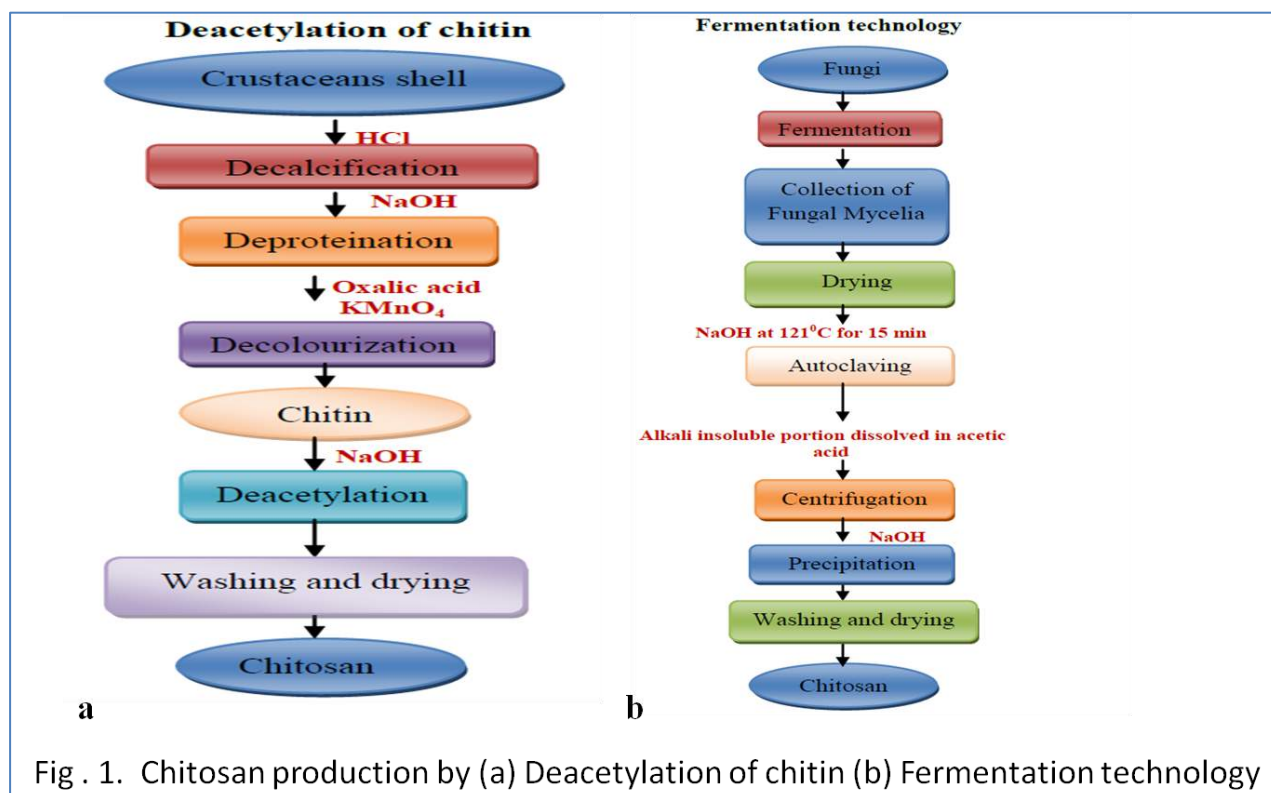 Deacetylation of chitin
Crustaceans shell
HCl
Decalcification
NaOH
Deproteination
Oxalic acid
KMnO₄
Decolourization
Chitin
NaOH
Deacetylation
Washing and drying
Chitosan
a
Fermentation technology
Fungi
Fermentation
Collection of
Fungal Mycelia
Drying
NaOH at 121⁰C for 15 min
Autoclaving
Alkali insoluble portion dissolved in acetic
acid
Centrifugation
NaOH
Precipitation
Washing and drying
Chitosan
b
Fig . 1. Chitosan production by (a) Deacetylation of chitin (b) Fermentation technology